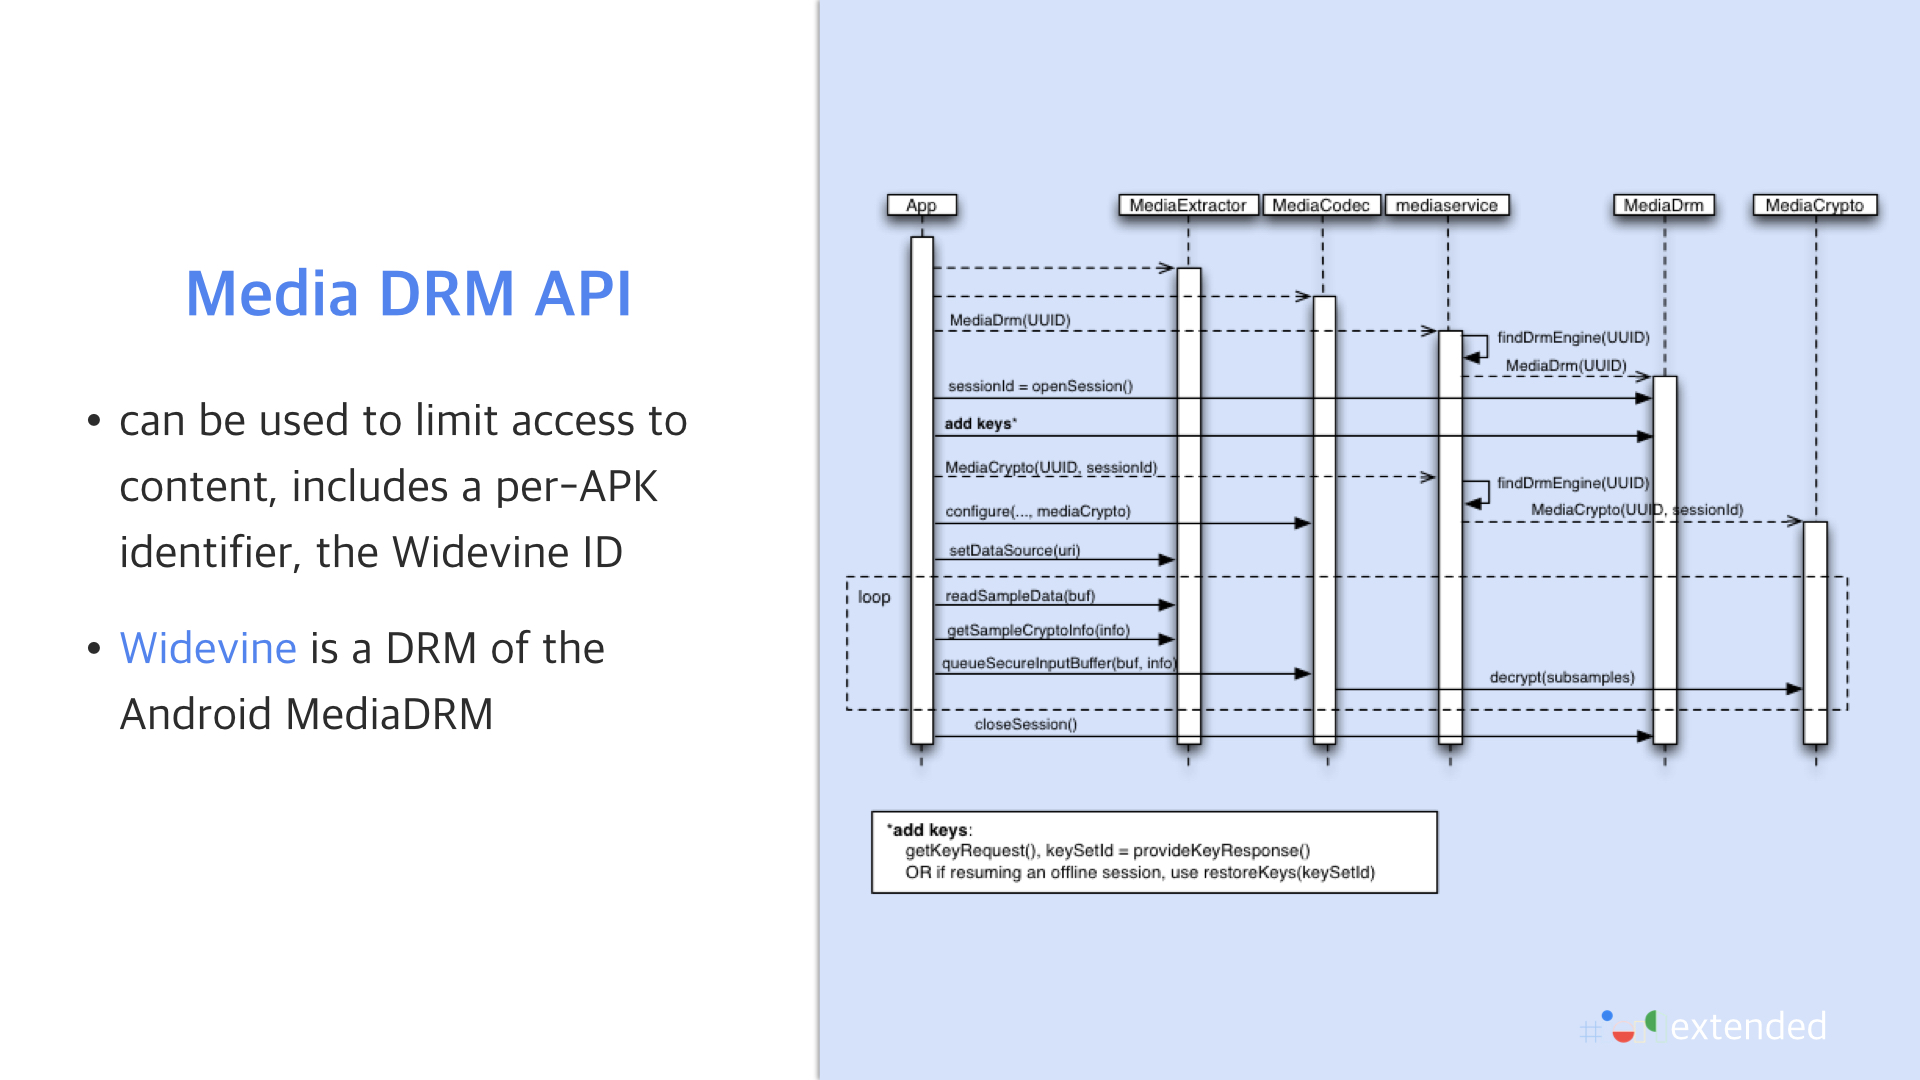 Media DRM API
• can be used to limit access to
content, includes a per-APK
identifier, the Widevine ID
• Widevine is a DRM of the
Android MediaDRM
App
MediaExtractor
MediaCodec
mediaservice
MediaDrm
MediaCrypto
MediaDrm(UUID)
findDrmEngine(UUID)
MediaDrm(UUID)
sessionId = openSession()
add keys*
MediaCrypto(UUID, sessionId)
findDrmEngine(UUID)
MediaCrypto(UUID, sessionId)
configure(..., mediaCrypto)
setDataSource(uri)
loop
readSampleData(buf)
getSampleCryptoInfo(info)
queueSecureInputBuffer(buf, info)
decrypt(subsamples)
closeSession()
*add keys:
getKeyRequest(), keySetId = provideKeyResponse()
OR if resuming an offline session, use restoreKeys(keySetId)
extended